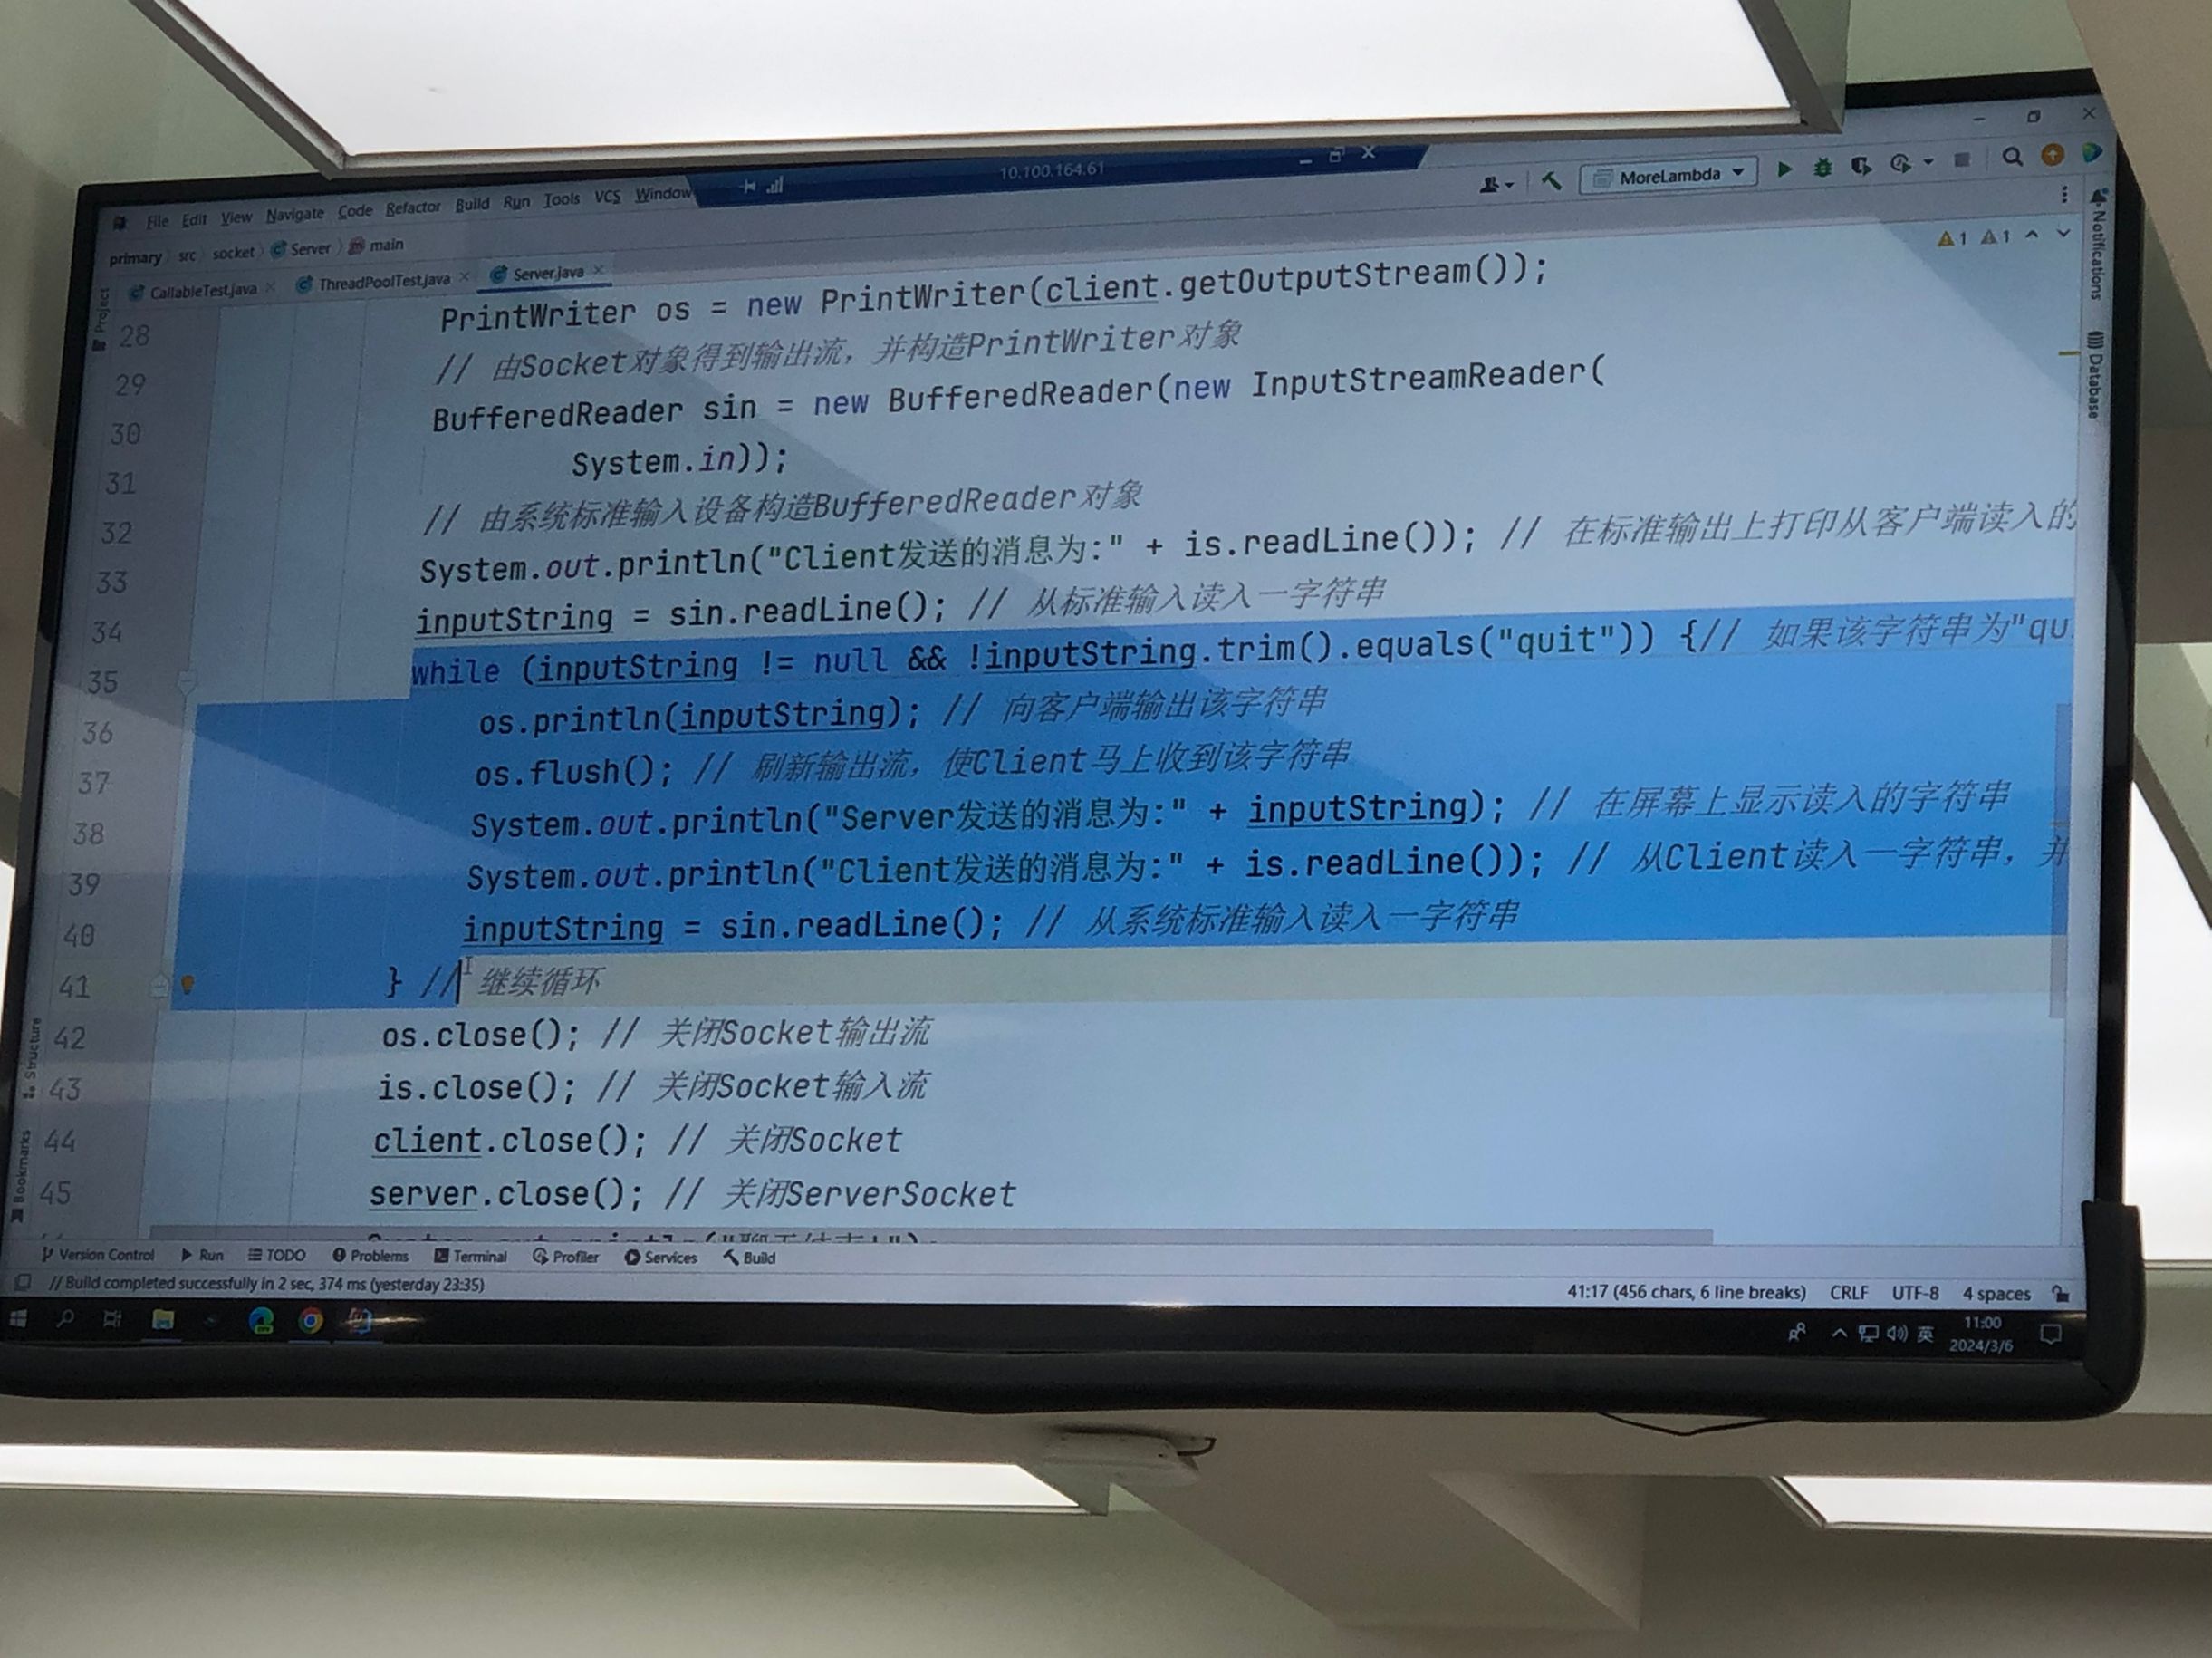 10.100.164.61
File Edit View Navigate Code Refactor Build Run Tools VCS Window
MoreLambda
primary src socket Server main
CallableTest.java ThreadPoolTest.java Server.java
1 1
Notifications
Database
Project
Structure
Bookmarks
28 PrintWriter os = new PrintWriter(client.getOutputStream());
29 // 由Socket对象得到输出流，并构造PrintWriter对象
30 BufferedReader sin = new BufferedReader(new InputStreamReader(
31 System.in));
32 // 由系统标准输入设备构造BufferedReader对象
33 System.out.println("Client发送的消息为:" + is.readLine()); // 在标准输出上打印从客户端读入的
34 inputString = sin.readLine(); // 从标准输入读入一字符串
35 while (inputString != null && !inputString.trim().equals("quit")) {// 如果该字符串为"qu
36 os.println(inputString); // 向客户端输出该字符串
37 os.flush(); // 刷新输出流，使Client马上收到该字符串
38 System.out.println("Server发送的消息为:" + inputString); // 在屏幕上显示读入的字符串
39 System.out.println("Client发送的消息为:" + is.readLine()); // 从Client读入一字符串，并
40 inputString = sin.readLine(); // 从系统标准输入读入一字符串
41 } // 继续循环
42 os.close(); // 关闭Socket输出流
43 is.close(); // 关闭Socket输入流
44 client.close(); // 关闭Socket
45 server.close(); // 关闭ServerSocket
Version Control Run TODO Problems Terminal Profiler Services Build
// Build completed successfully in 2 sec, 374 ms (yesterday 23:35)
41:17 (456 chars, 6 line breaks) CRLF UTF-8 4 spaces
英
11:00
2024/3/6